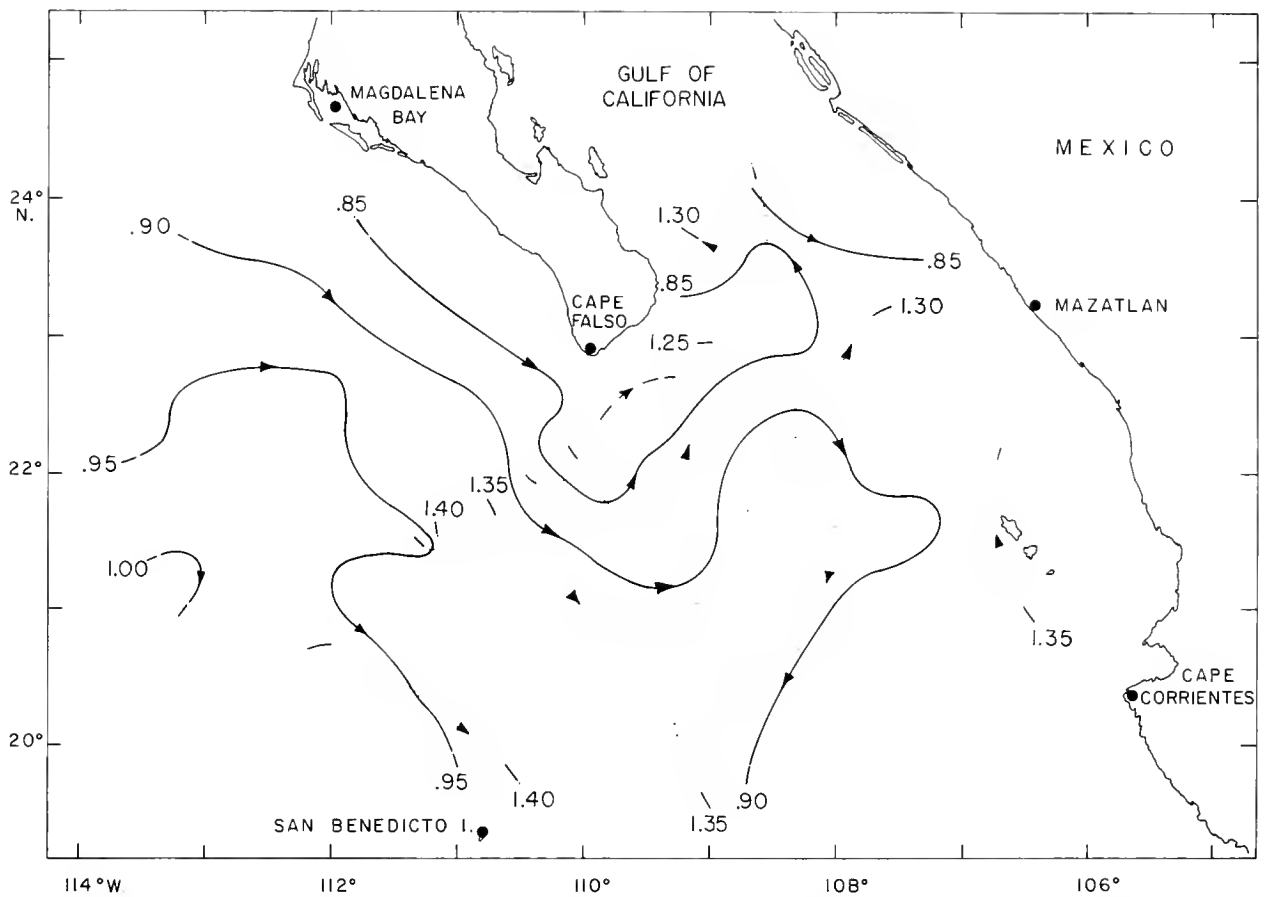 GULF OF
CALIFORNIA
MAGDALENA
BAY
MEXICO
24°
N.
.85
1.30
.90
.85
.85
CAPE
FALSO
1.30
MAZATLAN
1.25
.95
22°
1.35
1.40
1.00
1.35
CAPE
CORRIENTES
20°
.95
1.40
.90
1.35
SAN BENEDICTO I.
114°W.
112°
110°
108°
106°